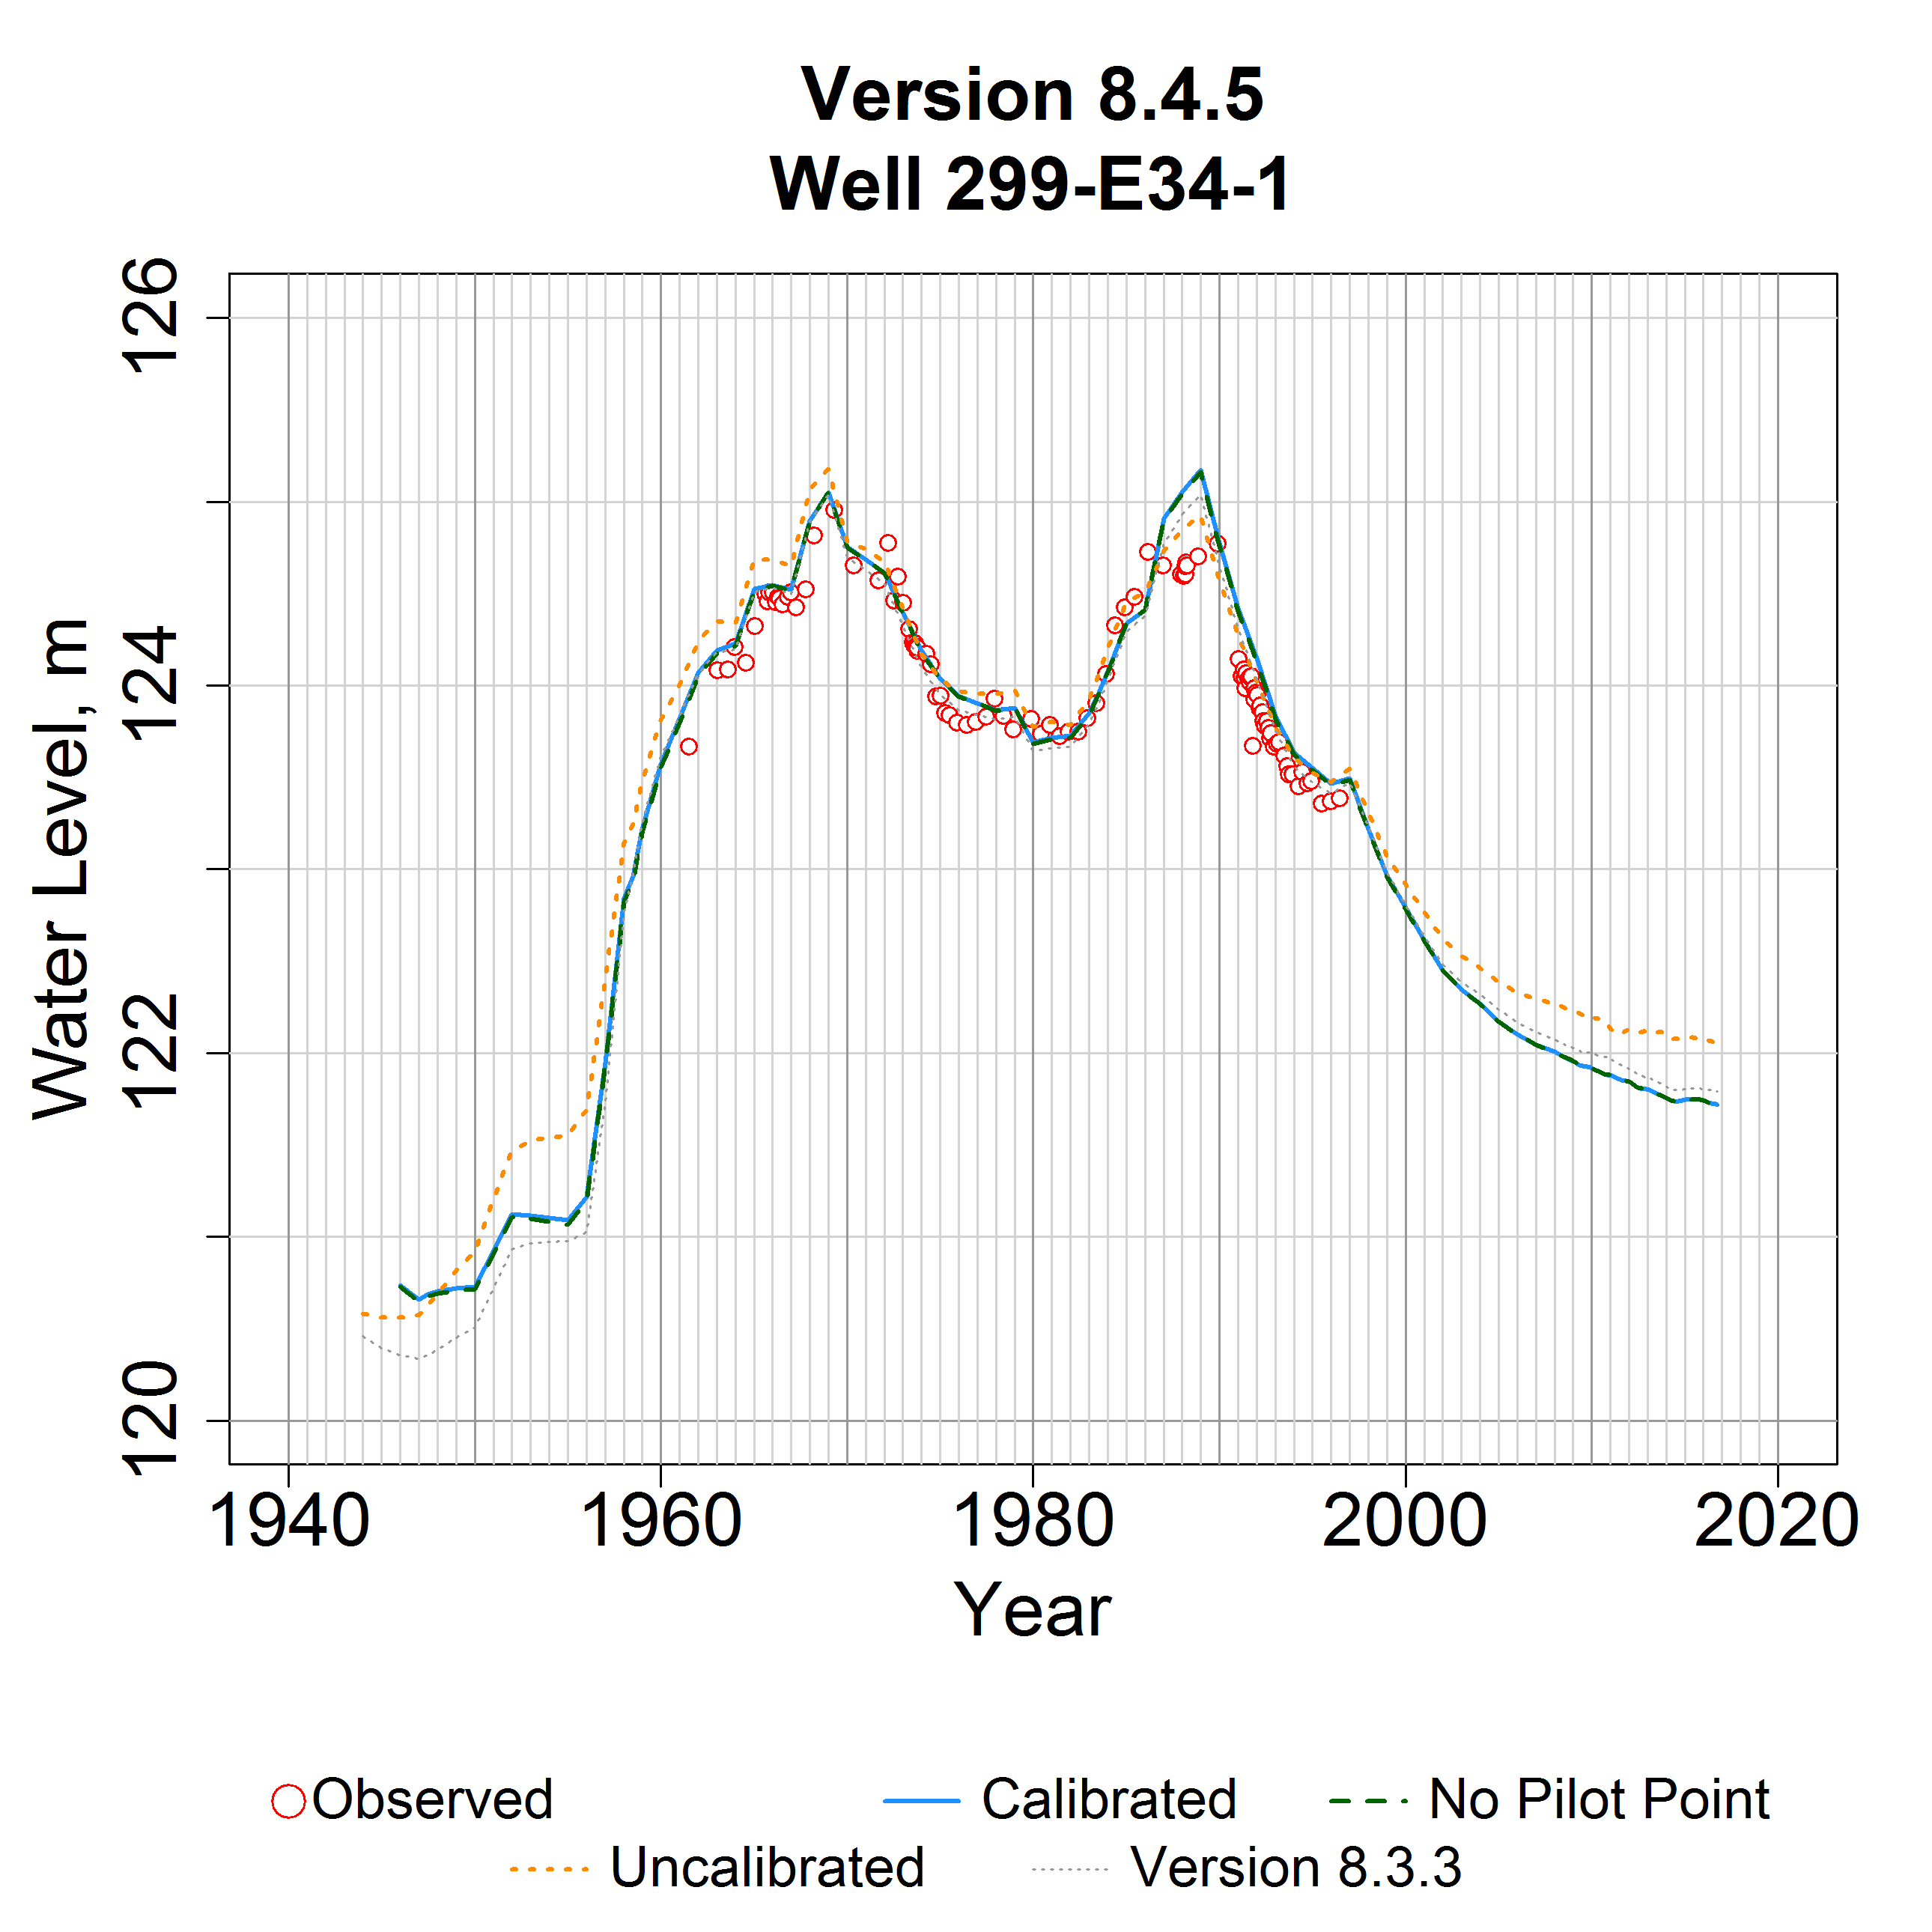 Version 8.4.5
Well 299-E34-1
126
124
122
120
Water Level, m
1940 1960 1980 2000 2020
Year
Observed Calibrated No Pilot Point
Uncalibrated Version 8.3.3